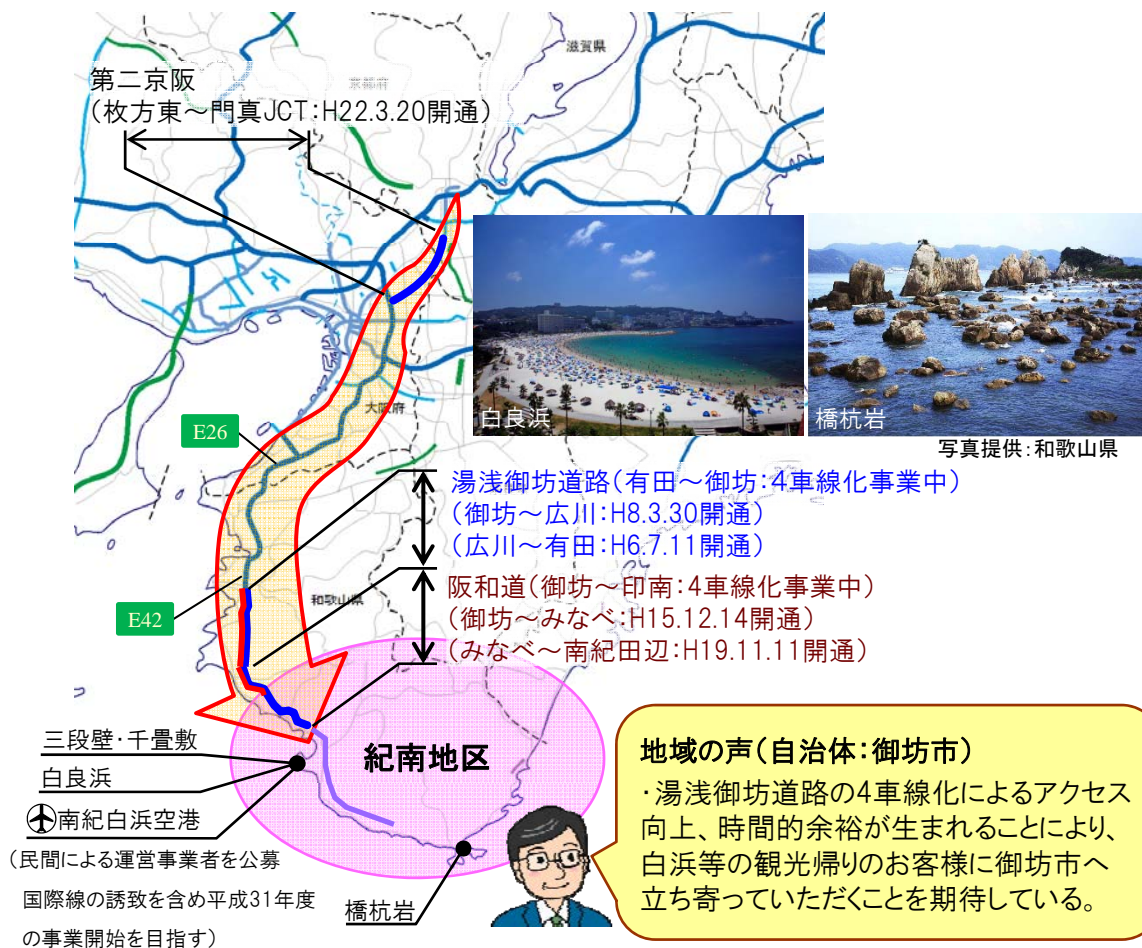 滋賀県
第二京阪
京都府
(枚方東～門真JCT:H22.3.20開通)
白良浜
橋杭岩
写真提供:和歌山県
大阪府
E26
湯浅御坊道路(有田～御坊:4車線化事業中)
(御坊～広川:H8.3.30開通)
(広川～有田:H6.7.11開通)
阪和道(御坊～印南:4車線化事業中)
(御坊～みなべ:H15.12.14開通)
(みなべ～南紀田辺:H19.11.11開通)
和歌山県
E42
紀南地区
三段壁・千畳敷
白良浜
南紀白浜空港
(民間による運営事業者を公募
国際線の誘致を含め平成31年度
の事業開始を目指す)
橋杭岩
地域の声(自治体:御坊市)
・湯浅御坊道路の4車線化によるアクセス
向上、時間的余裕が生まれることにより、
白浜等の観光帰りのお客様に御坊市へ
立ち寄っていただくことを期待している。